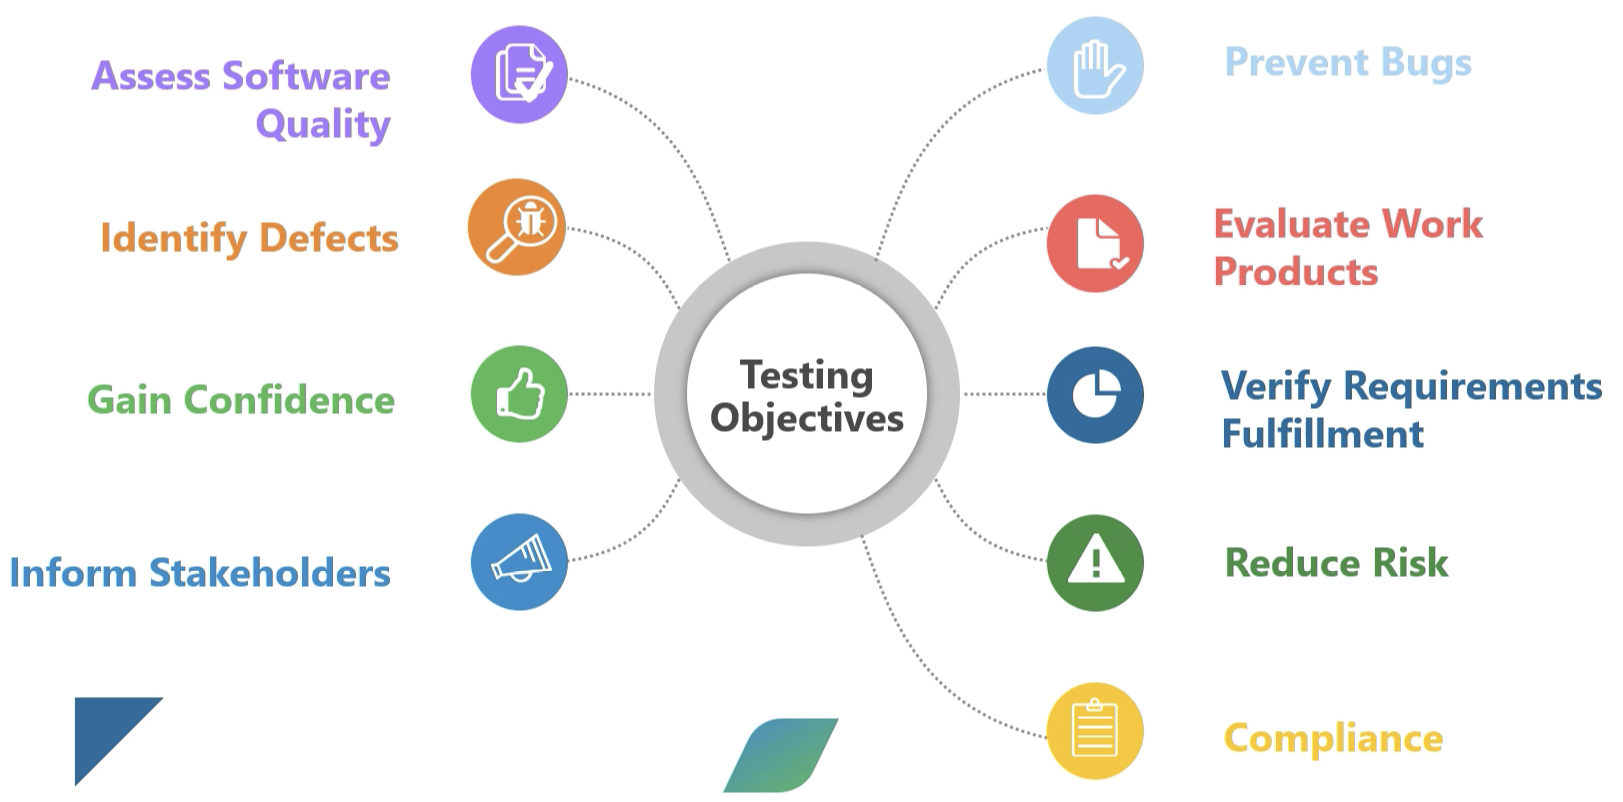 Assess Software
Quality
Identify Defects
Gain Confidence
Inform Stakeholders
Testing
Objectives
Prevent Bugs
Evaluate Work
Products
Verify Requirements
Fulfillment
Reduce Risk
Compliance